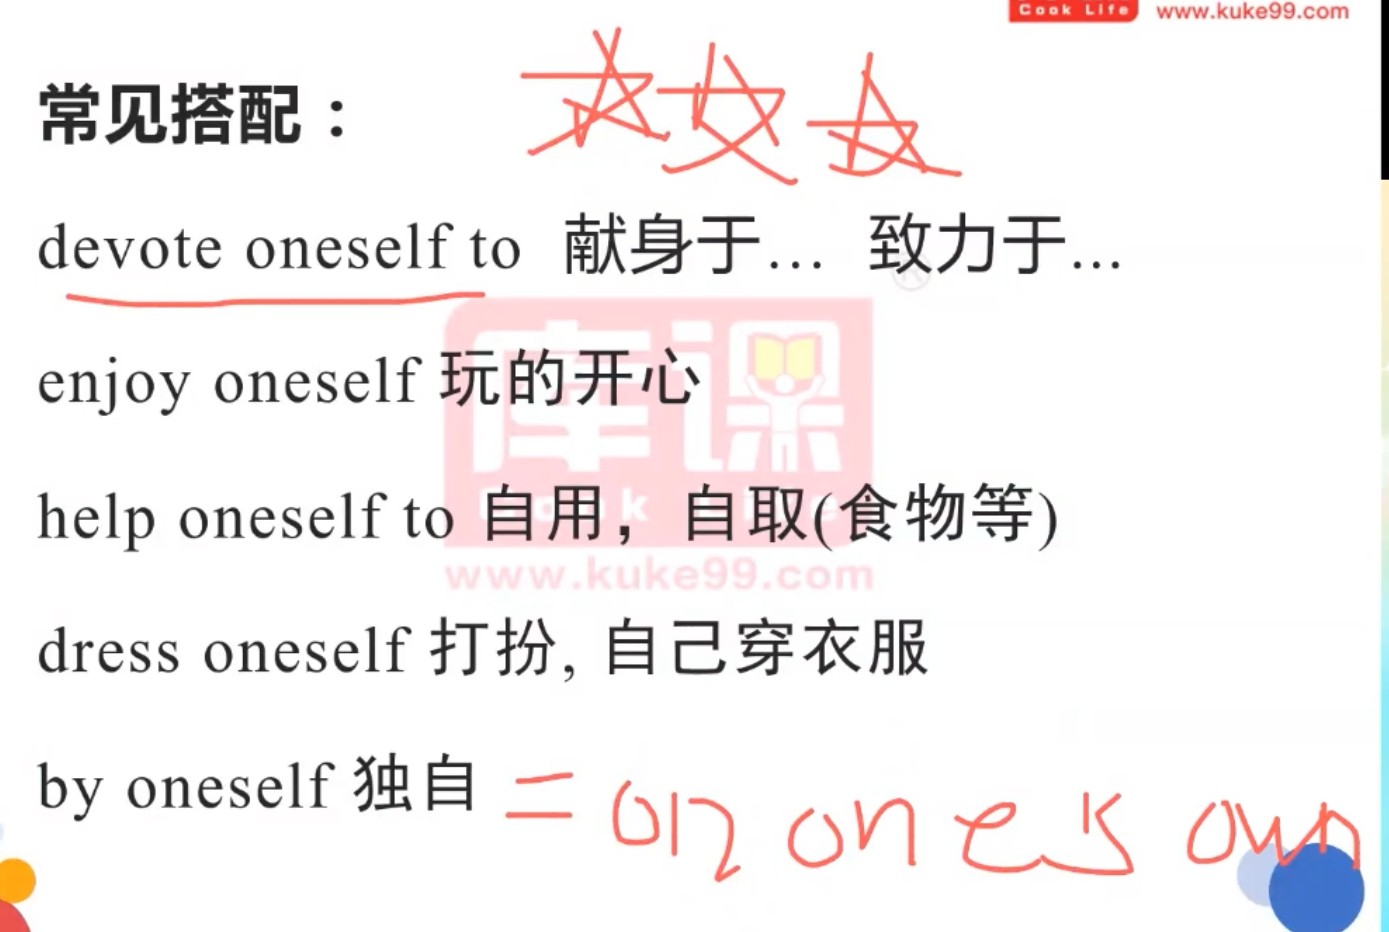 Cook Life www.kuke99.com
常见搭配：
devote oneself to 献身于... 致力于...
enjoy oneself 玩的开心
库课
help oneself to 自用，自取(食物等)
Cook Life
www.kuke99.com
dress oneself 打扮, 自己穿衣服
by oneself 独自 = on one's own